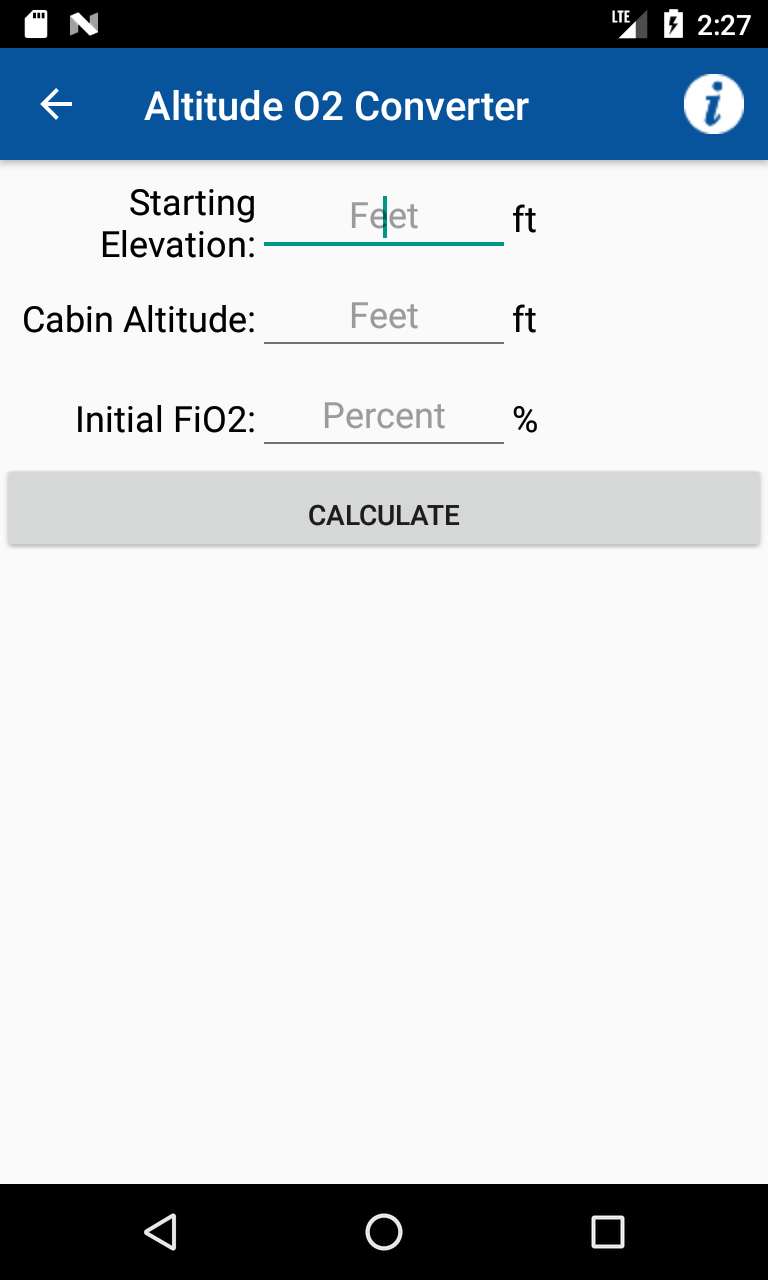 LTE 2:27
Altitude O2 Converter
Starting
Elevation: Feet ft
Cabin Altitude: Feet ft
Initial FiO2: Percent %
CALCULATE